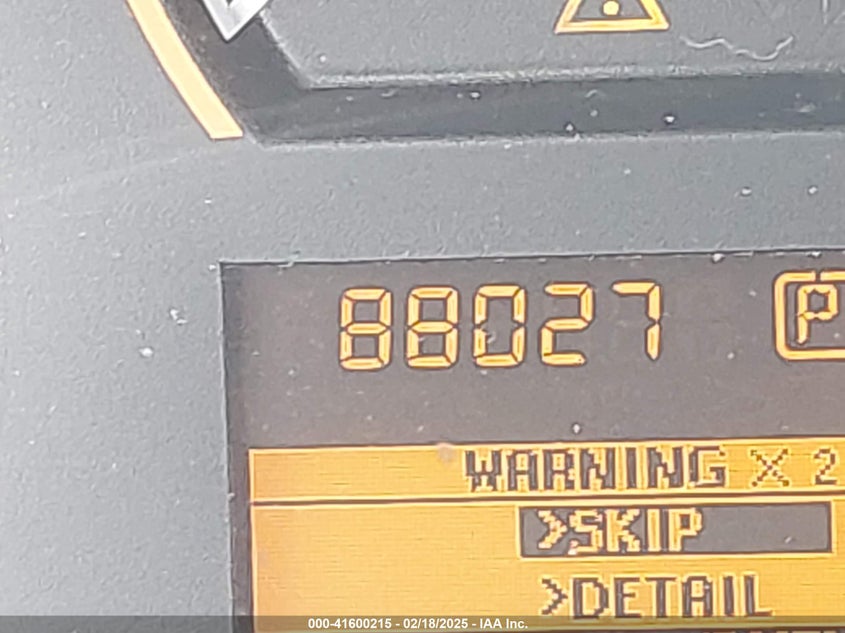 88027 P
WARNING X 2
>SKIP
>DETAIL
000-41600215 - 02/18/2025 - IAA Inc.